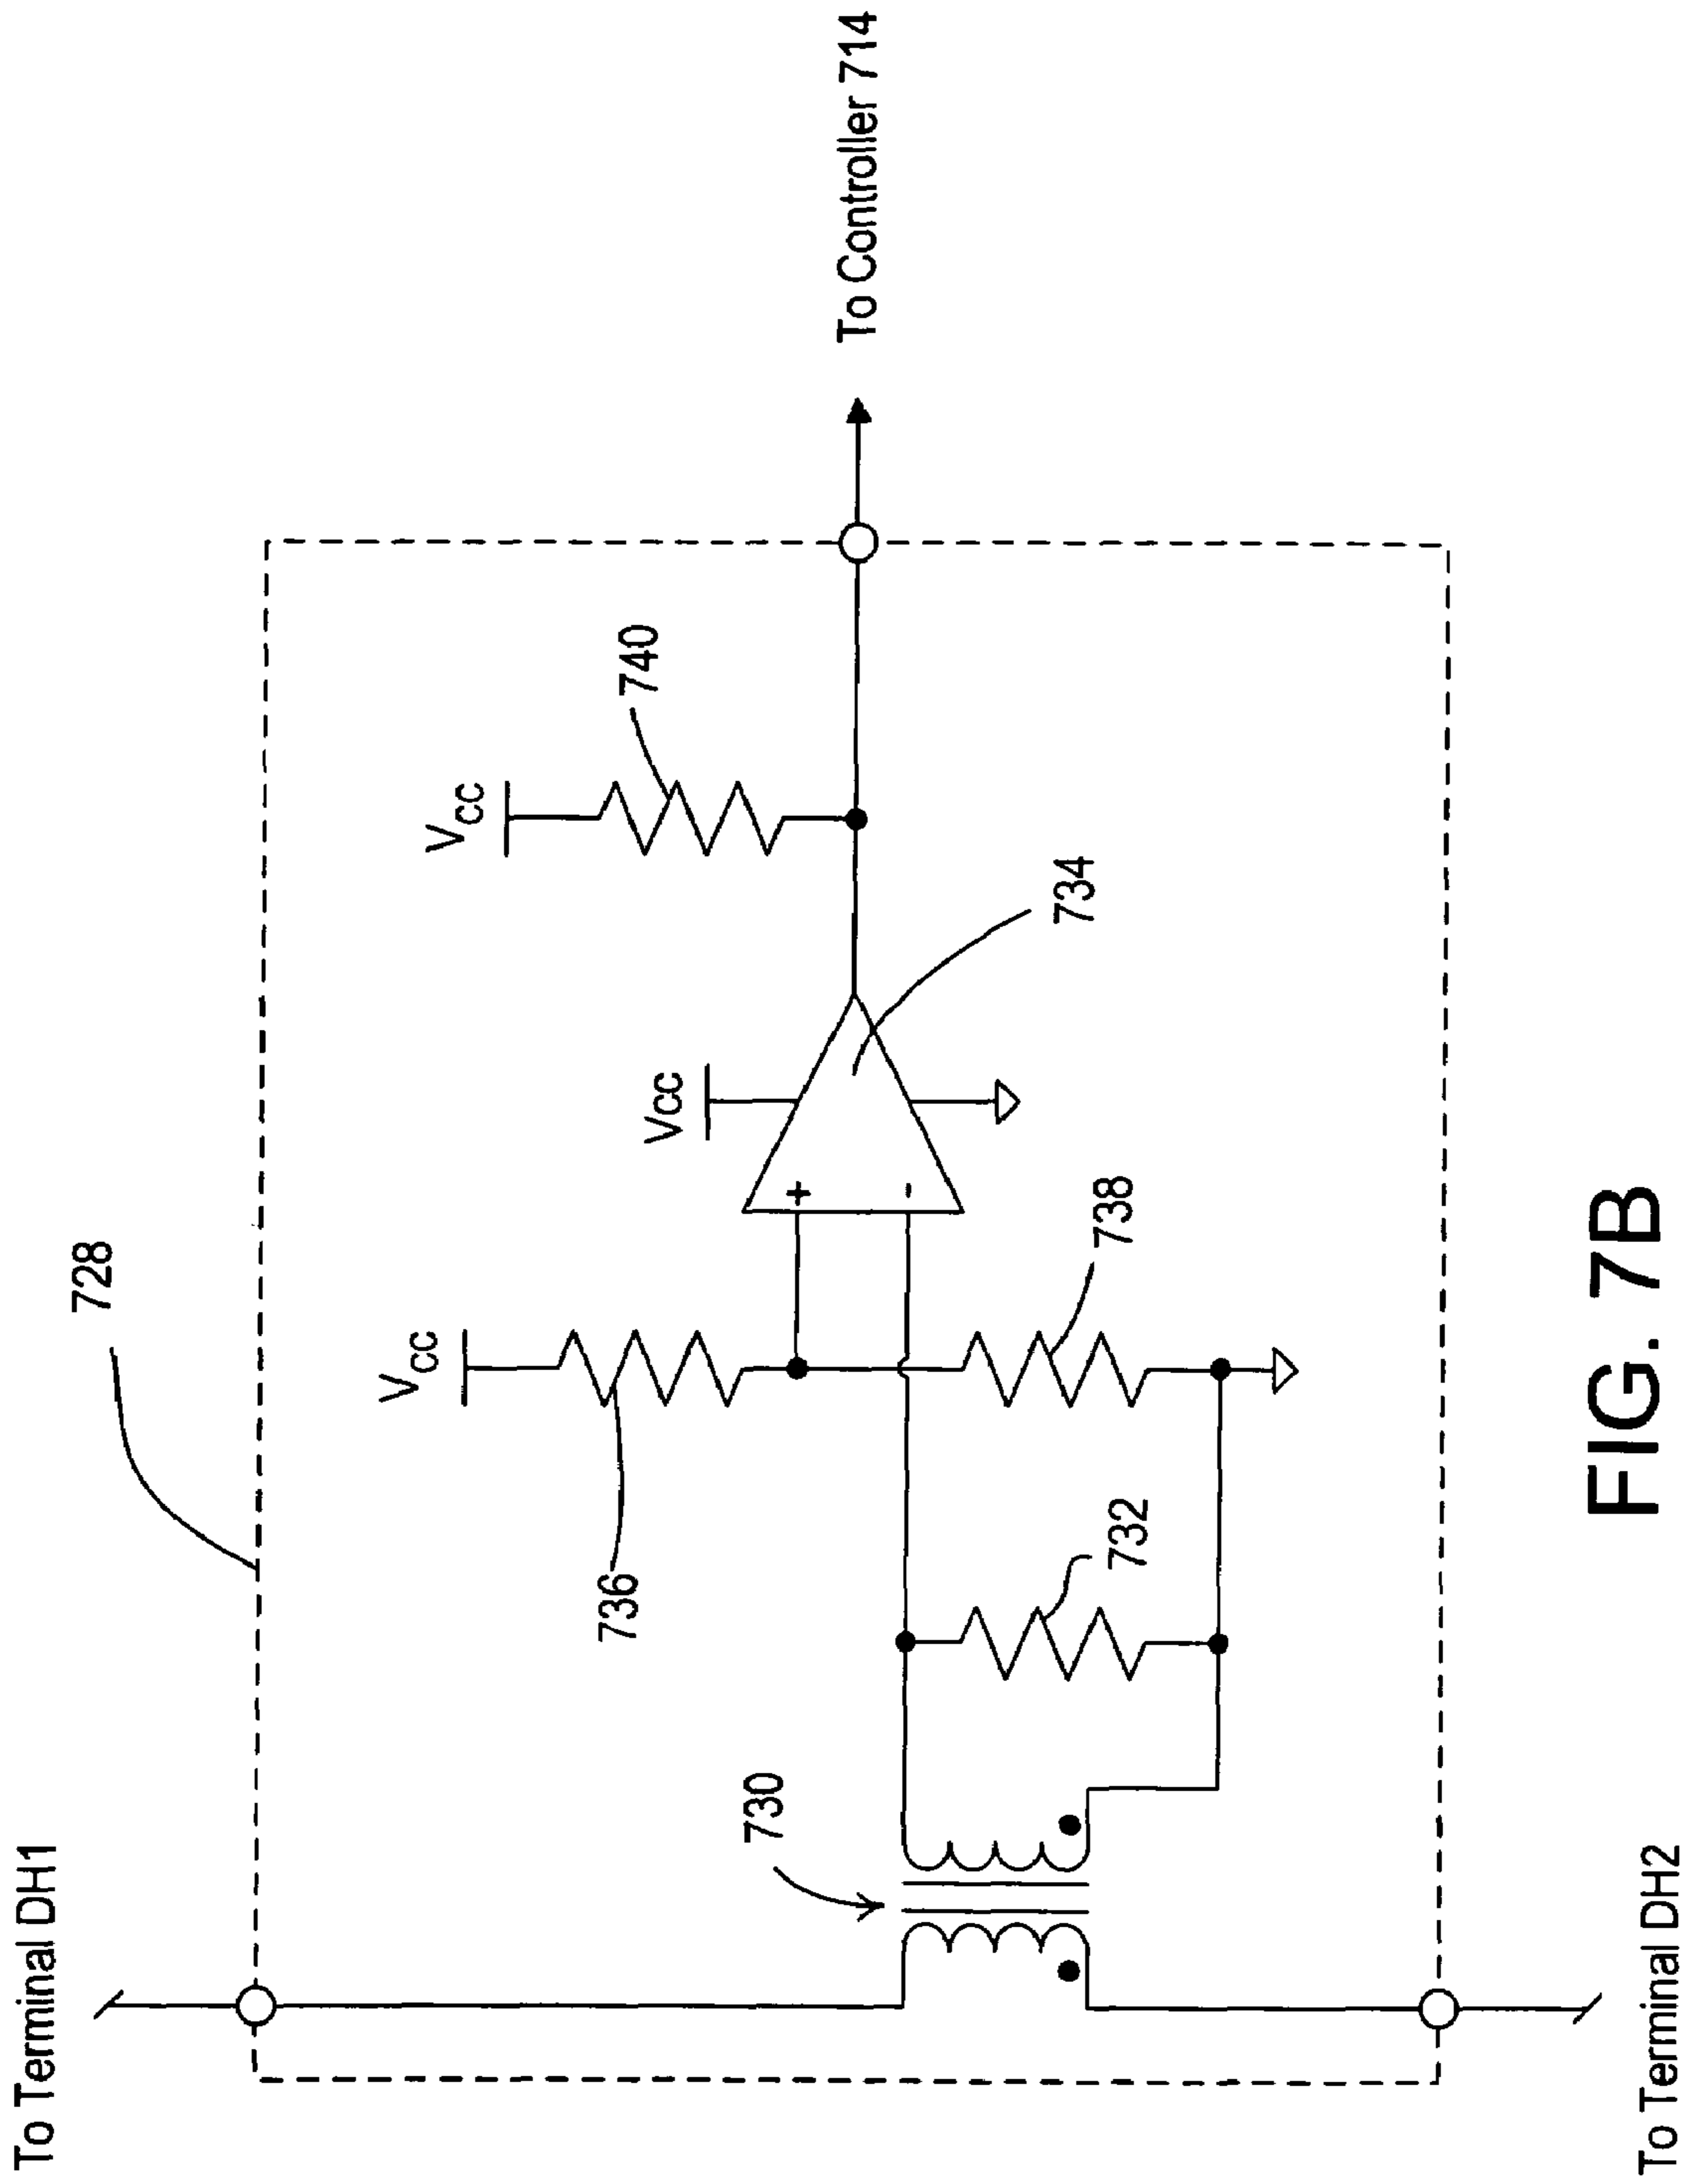 To Terminal DH1
728
VCC
736
VCC
740
VCC
730
732
738
734
+
-
To Controller 714
To Terminal DH2
FIG. 7B